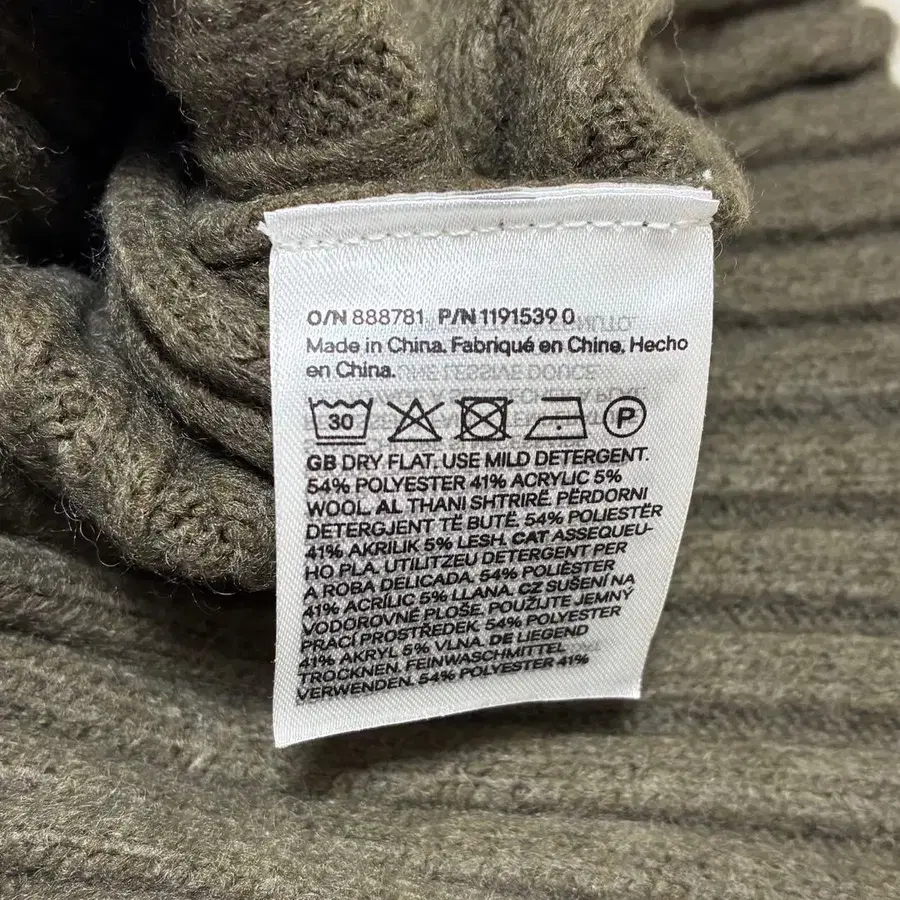 O/N 888781 P/N 1191539 0
Made in China. Fabriqué en Chine. Hecho
en China.
30 P
GB DRY FLAT. USE MILD DETERGENT.
54% POLYESTER 41% ACRYLIC 5%
WOOL. AL THANI SHTRIRË. PËRDORNI
DETERGJENT TË BUTË. 54% POLIESTËR
41% AKRILIK 5% LESH. CAT ASSEQUEU-
HO PLA. UTILITZEU DETERGENT PER
A ROBA DELICADA. 54% POLIÈSTER
41% ACRÍLIC 5% LLANA. CZ SUŠENÍ NA
VODOROVNÉ PLOŠE. POUŽIJTE JEMNÝ
PRACÍ PROSTŘEDEK. 54% POLYESTER
41% AKRYL 5% VLNA. DE LIEGEND
TROCKNEN. FEINWASCHMITTEL
VERWENDEN. 54% POLYESTER 41%